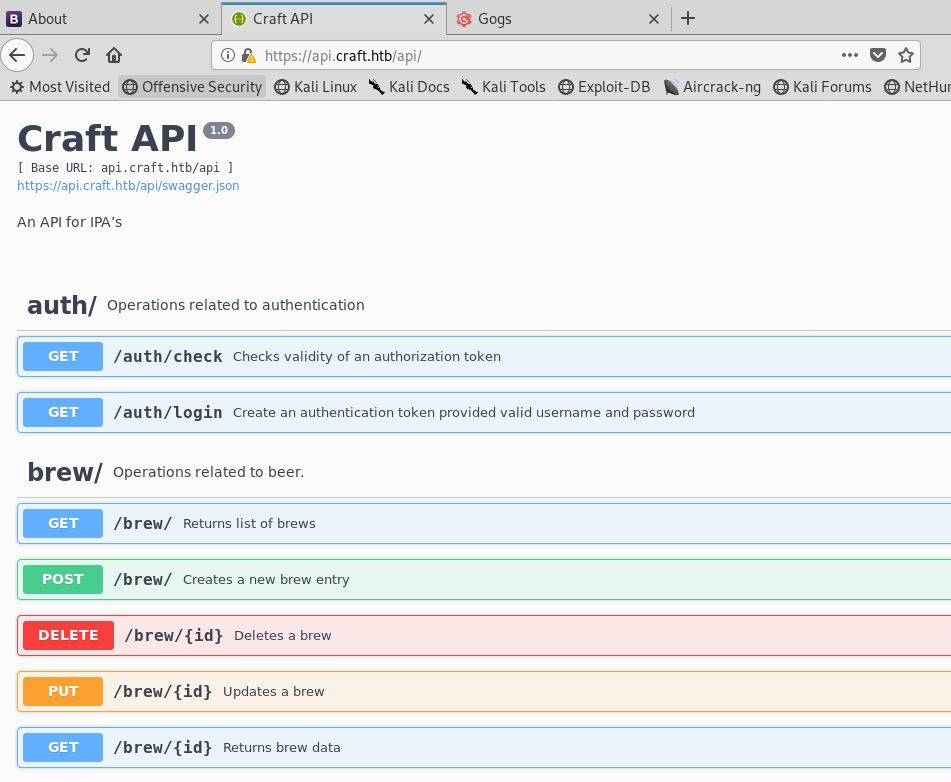 About
Craft API
Gogs
https://api.craft.htb/api/
Most Visited Offensive Security Kali Linux Kali Docs Kali Tools Exploit-DB Aircrack-ng Kali Forums NetHun
Craft API 1.0
[ Base URL: api.craft.htb/api ]
https://api.craft.htb/api/swagger.json
An API for IPA’s
auth/ Operations related to authentication
GET /auth/check Checks validity of an authorization token
GET /auth/login Create an authentication token provided valid username and password
brew/ Operations related to beer.
GET /brew/ Returns list of brews
POST /brew/ Creates a new brew entry
DELETE /brew/{id} Deletes a brew
PUT /brew/{id} Updates a brew
GET /brew/{id} Returns brew data